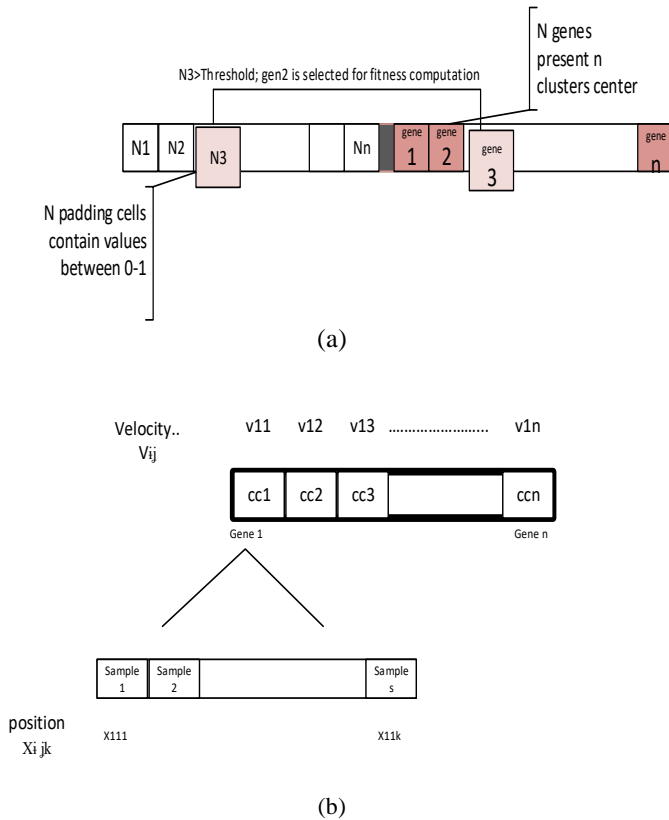 N genes
present n
clusters center
N3>Threshold; gen2 is selected for fitness computation
N1 N2 N3 Nn gene 1 gene 2 gene 3 gene n
N padding cells
contain values
between 0-1
(a)
Velocity.. v11 v12 v13 ........................ v1n
Vij
cc1 cc2 cc3 ccn
Gene 1 Gene n
Sample 1 Sample 2 Sample s
position
Xi jk
X111 X11k
(b)